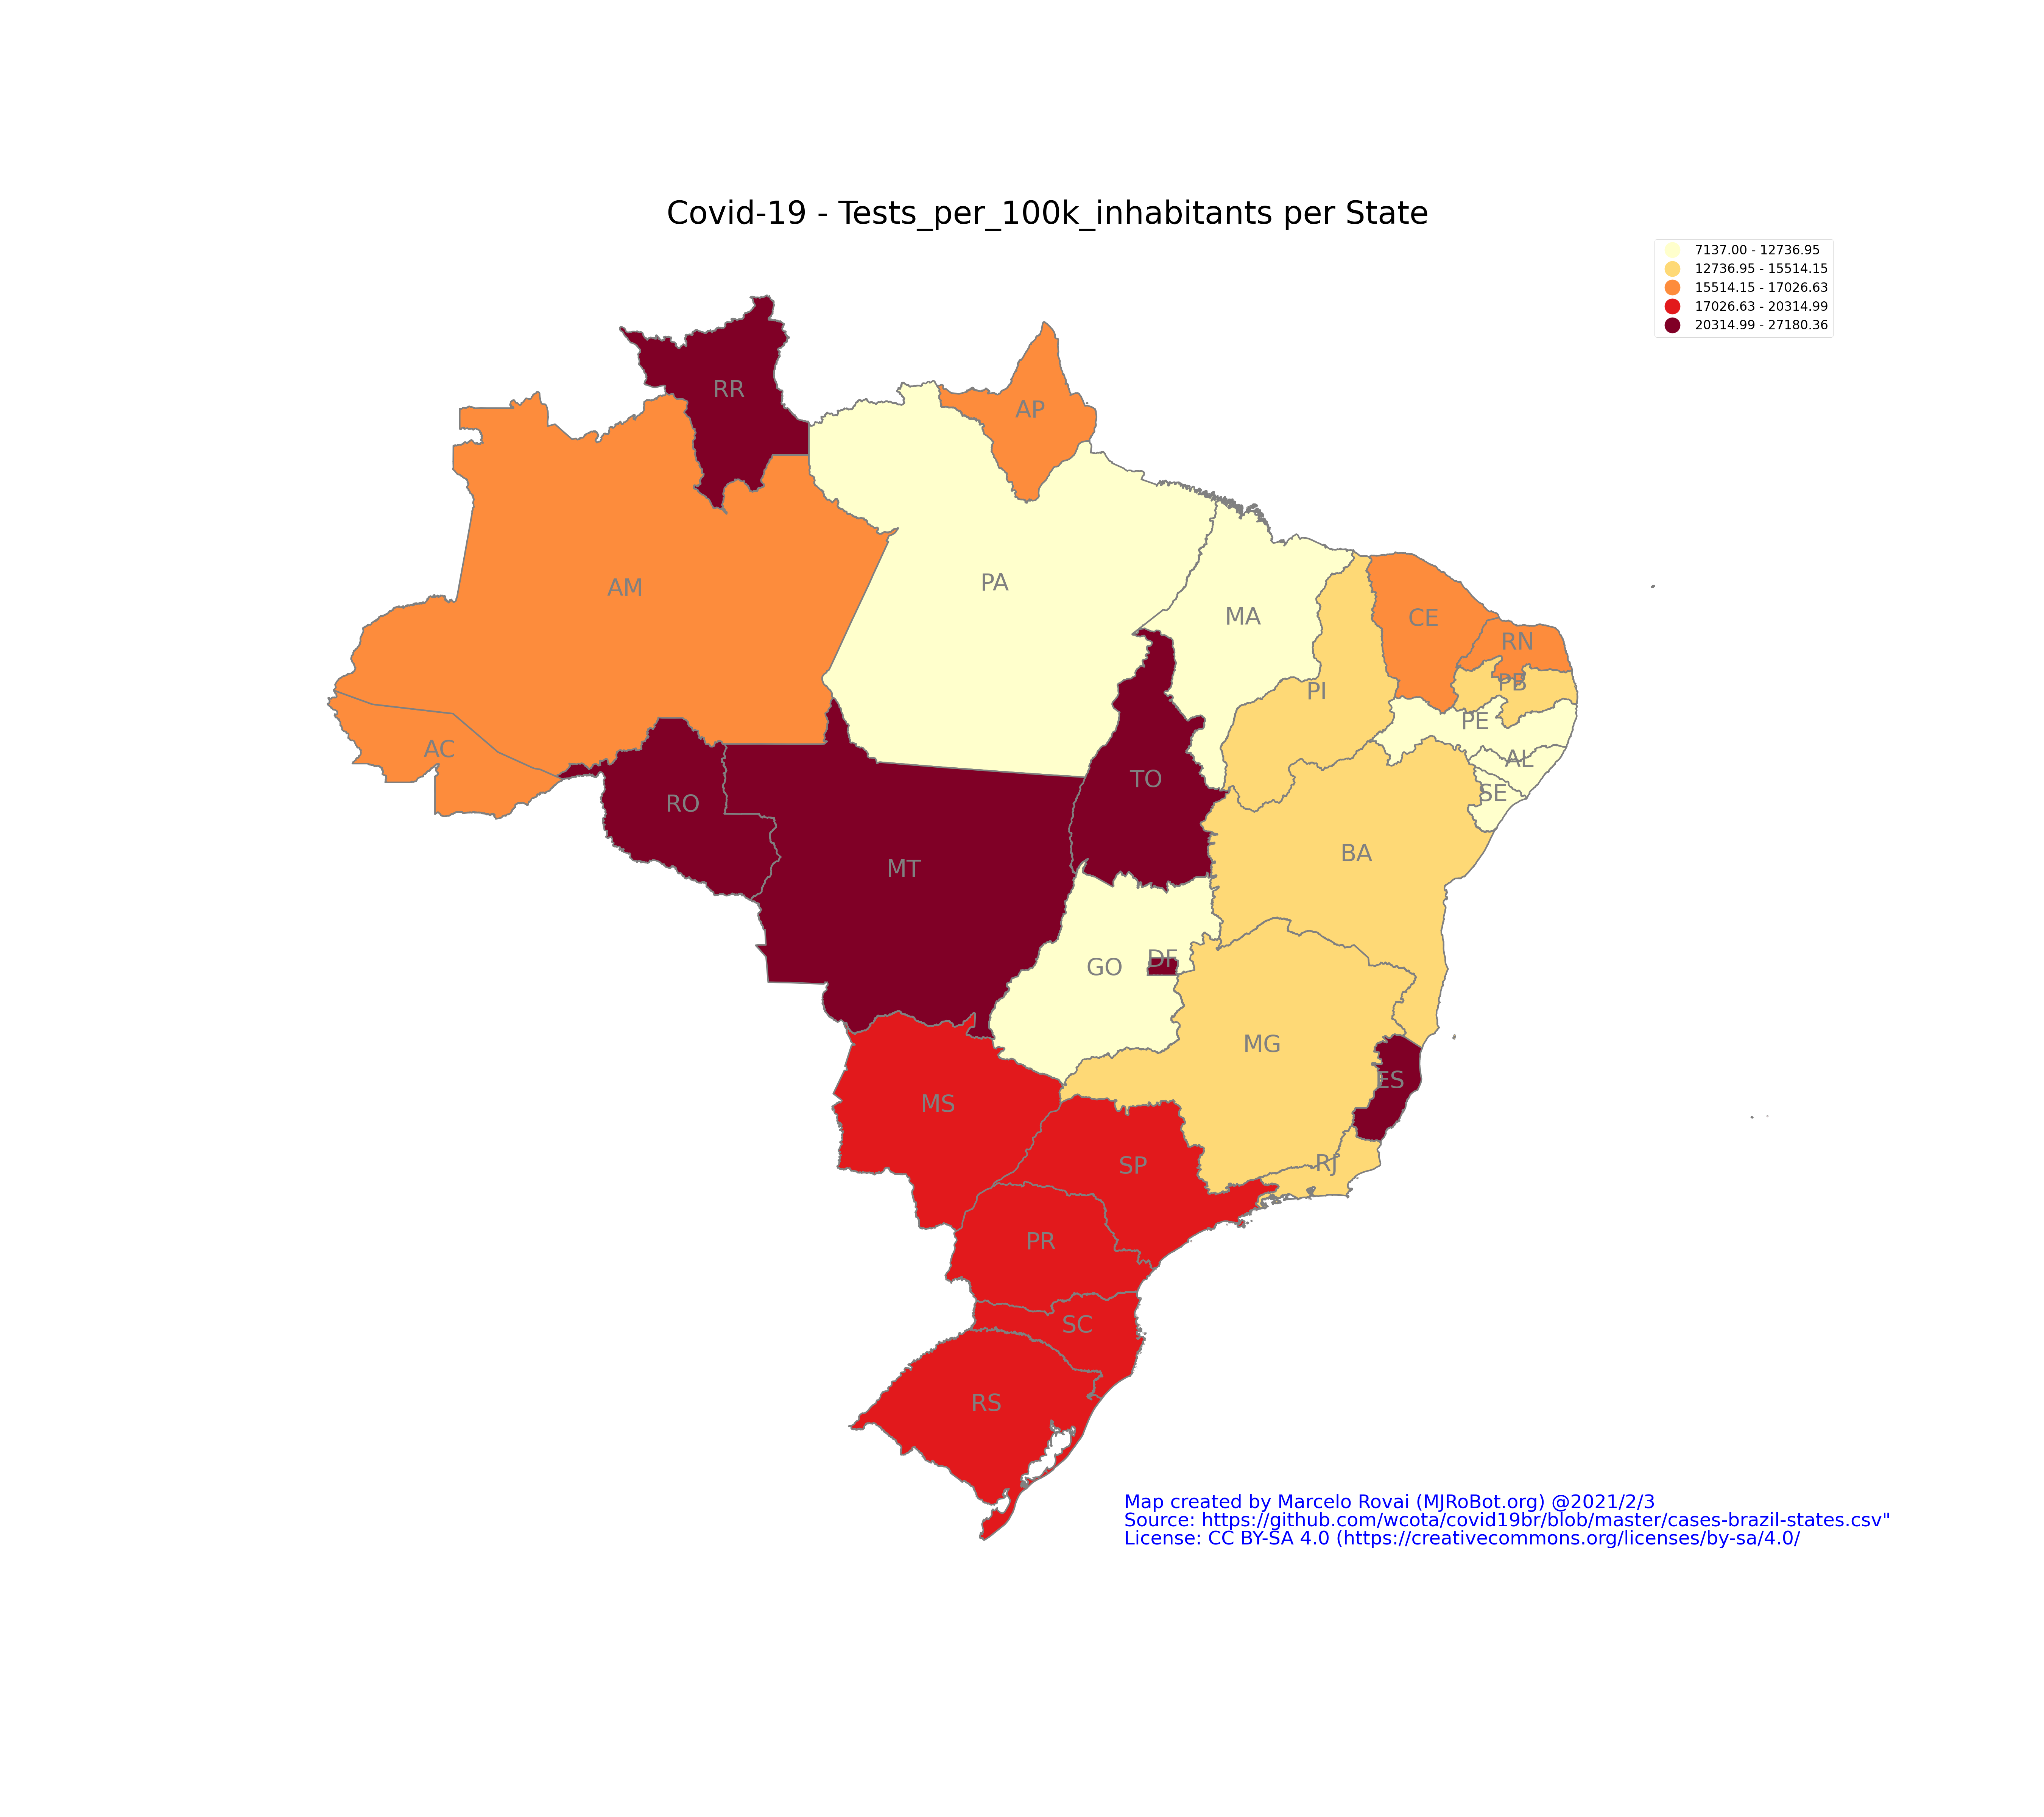 Covid-19 - Tests_per_100k_inhabitants per State
7137.00 - 12736.95
12736.95 - 15514.15
15514.15 - 17026.63
17026.63 - 20314.99
20314.99 - 27180.36
RR
AP
AM
PA
MA
CE
RN
PB
PI
PE
AC
AL
TO
SE
RO
BA
MT
DF
GO
MG
ES
MS
RJ
SP
PR
SC
RS
Map created by Marcelo Rovai (MJRoBot.org) @2021/2/3
Source: https://github.com/wcota/covid19br/blob/master/cases-brazil-states.csv"
License: CC BY-SA 4.0 (https://creativecommons.org/licenses/by-sa/4.0/